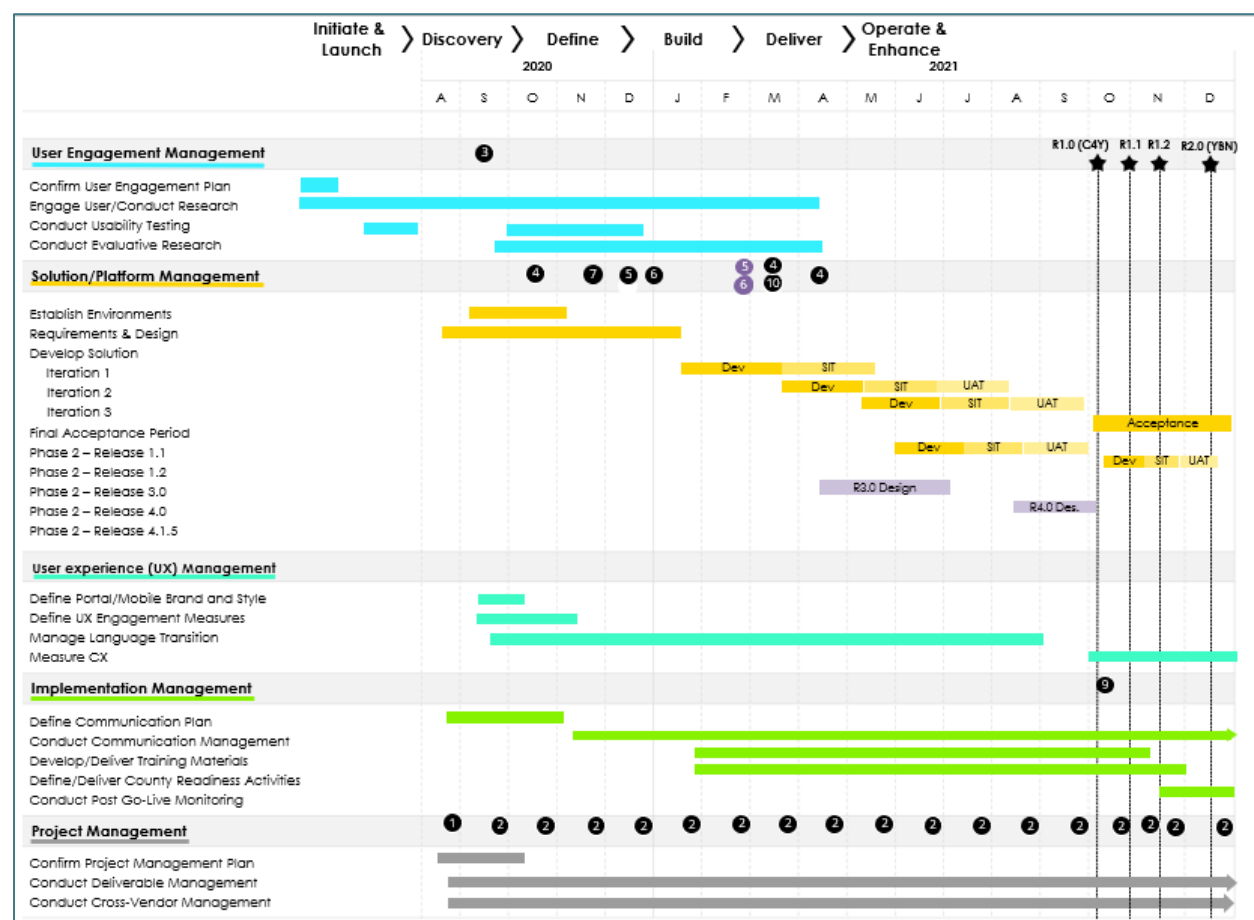 Initiate & Launch > Discovery > Define > Build > Deliver > Operate & Enhance
2020 2021
A S O N D J F M A M J J A S O N D
User Engagement Management 3 R1.0 (C4Y) R1.1 R1.2 R2.0 (YBN)
Confirm User Engagement Plan
Engage User/Conduct Research
Conduct Usability Testing
Conduct Evaluative Research
Solution/Platform Management 4 7 5 6 5 4 4
6 10
Establish Environments
Requirements & Design
Develop Solution
Iteration 1 Dev SIT
Iteration 2 Dev SIT UAT
Iteration 3 Dev SIT UAT
Final Acceptance Period Acceptance
Phase 2 – Release 1.1 Dev SIT UAT
Phase 2 – Release 1.2 Dev SIT UAT
Phase 2 – Release 3.0 R3.0 Design
Phase 2 – Release 4.0 R4.0 Des.
Phase 2 – Release 4.1.5
User experience (UX) Management
Define Portal/Mobile Brand and Style
Define UX Engagement Measures
Manage Language Transition
Measure CX
Implementation Management 9
Define Communication Plan
Conduct Communication Management
Develop/Deliver Training Materials
Define/Deliver County Readiness Activities
Conduct Post Go-Live Monitoring
Project Management 1 2 2 2 2 2 2 2 2 2 2 2 2 2 2 2 2 2
Confirm Project Management Plan
Conduct Deliverable Management
Conduct Cross-Vendor Management